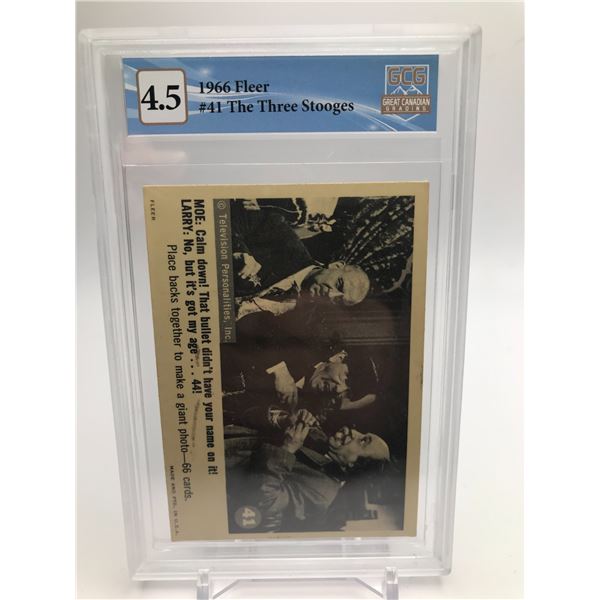 4.5
1966 Fleer
#41 The Three Stooges
GCG
GREAT CANADIAN
GRADING
© Television Personalities, Inc.
41
MOE: Calm down! That bullet didn't have your name on it!
LARRY: No, but it's got my age . . . 44!
Place backs together to make a giant photo—66 cards.
FLEER
MADE AND PTD. IN U.S.A.